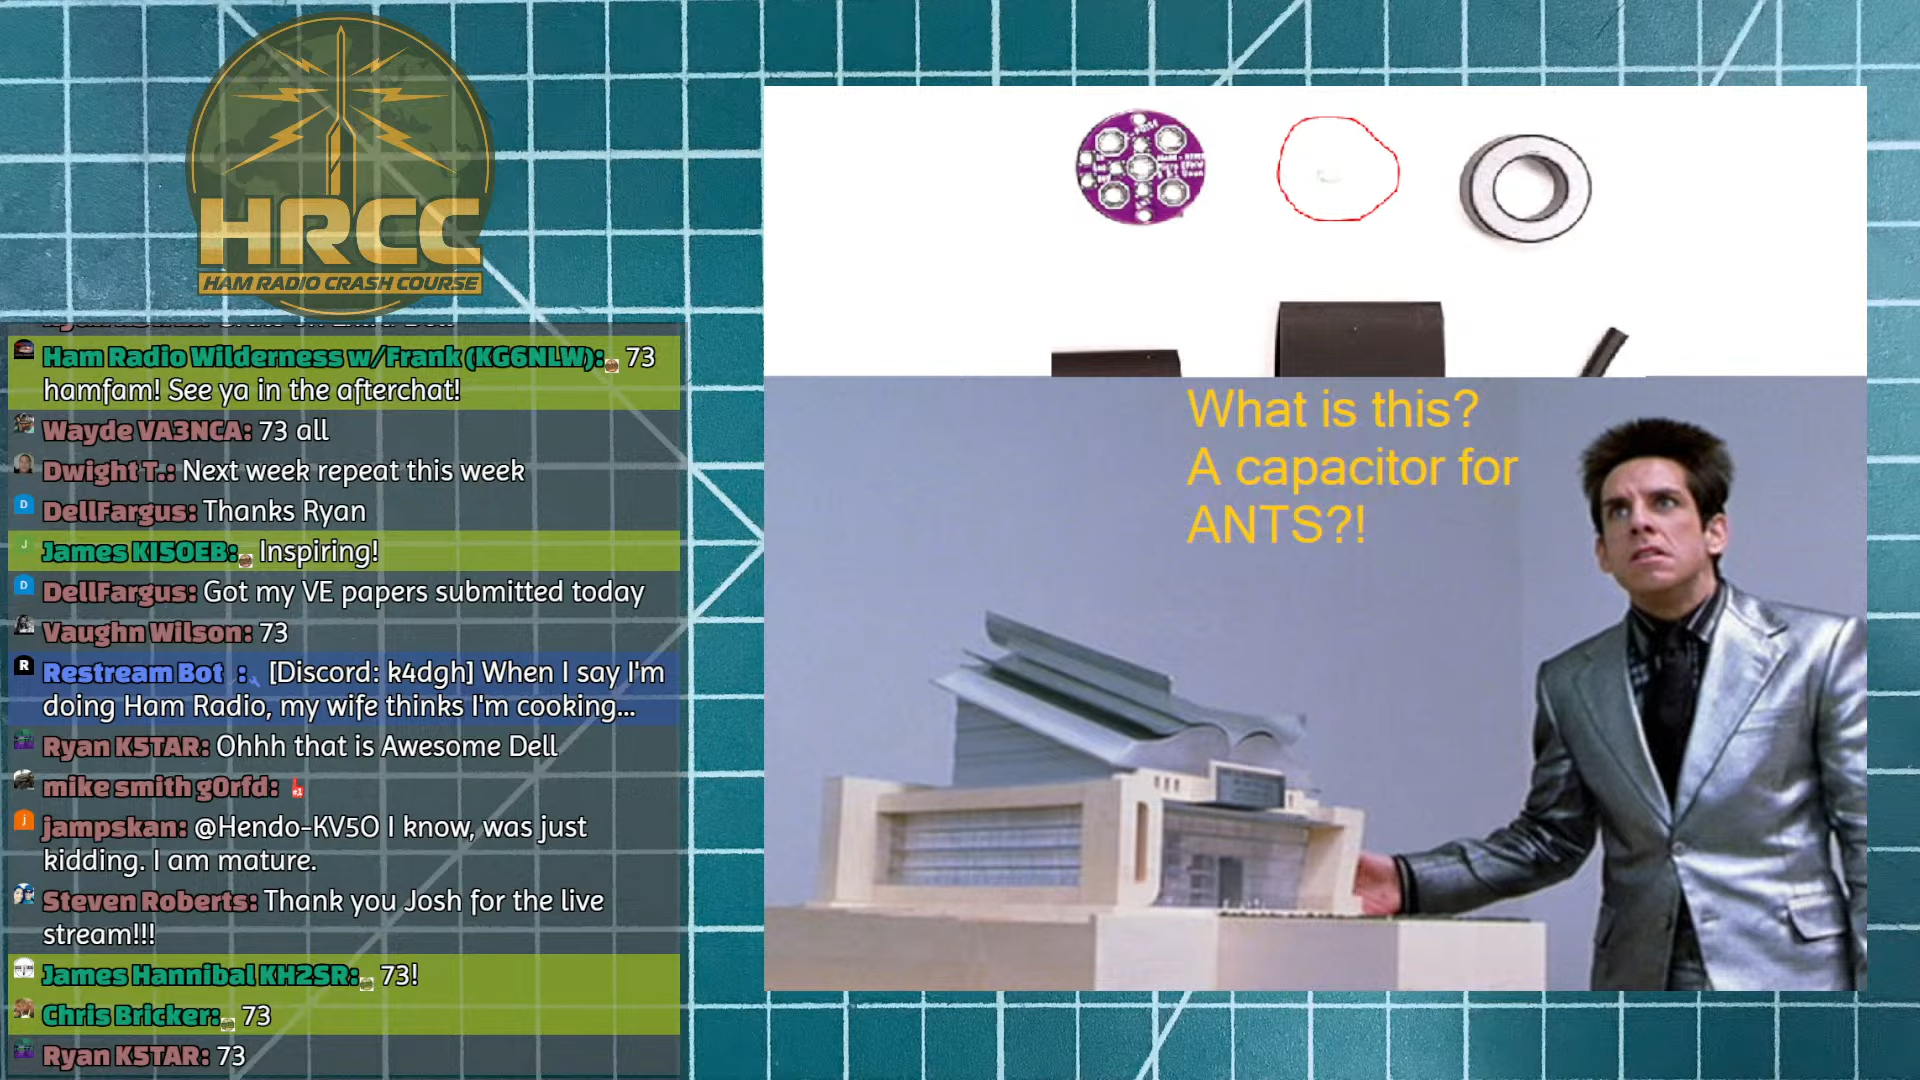 HRCC
HAM RADIO CRASH COURSE
Ham Radio Wilderness w/Frank (KG6NLW): 73
hamfam! See ya in the afterchat!
Wayde VA3NCA: 73 all
Dwight T.: Next week repeat this week
DellFargus: Thanks Ryan
James KI5OEB: Inspiring!
DellFargus: Got my VE papers submitted today
Vaughn Wilson: 73
Restream Bot : [Discord: k4dgh] When I say I'm
doing Ham Radio, my wife thinks I'm cooking...
Ryan K5TAR: Ohhh that is Awesome Dell
mike smith g0rfd:
jampskan: @Hendo-KV5O I know, was just
kidding. I am mature.
Steven Roberts: Thank you Josh for the live
stream!!!
James Hannibal KH2SR: 73!
Chris Bricker: 73
Ryan K5TAR: 73
What is this?
A capacitor for
ANTS?!